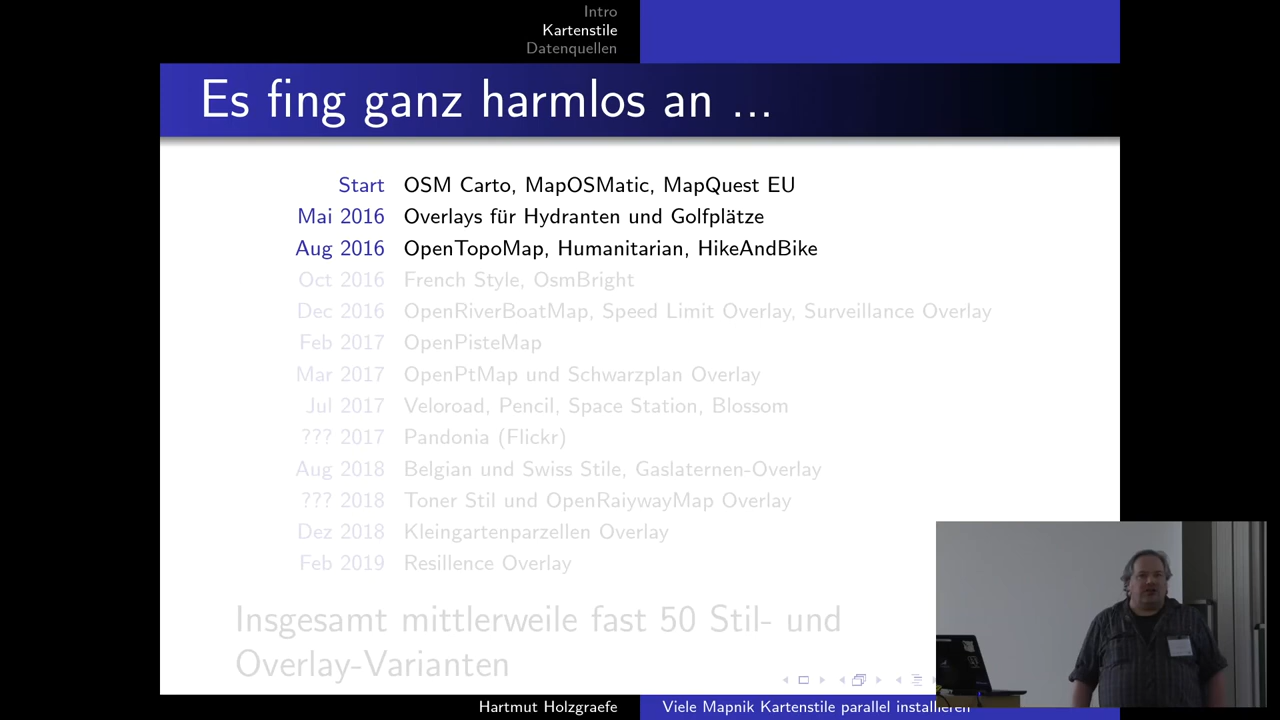 Intro
Kartenstile
Datenquellen
Es fing ganz harmlos an ...
Start OSM Carto, MapOSMatic, MapQuest EU
Mai 2016 Overlays für Hydranten und Golfplätze
Aug 2016 OpenTopoMap, Humanitarian, HikeAndBike
Oct 2016 French Style, OsmBright
Dec 2016 OpenRiverBoatMap, Speed Limit Overlay, Surveillance Overlay
Feb 2017 OpenPisteMap
Mar 2017 OpenPtMap und Schwarzplan Overlay
Jul 2017 Veloroad, Pencil, Space Station, Blossom
??? 2017 Pandonia (Flickr)
Aug 2018 Belgian und Swiss Stile, Gaslaternen-Overlay
??? 2018 Toner Stil und OpenRaiywayMap Overlay
Dez 2018 Kleingartenparzellen Overlay
Feb 2019 Resillence Overlay
Insgesamt mittlerweile fast 50 Stil- und
Overlay-Varianten
Hartmut Holzgraefe Viele Mapnik Kartenstile parallel installieren